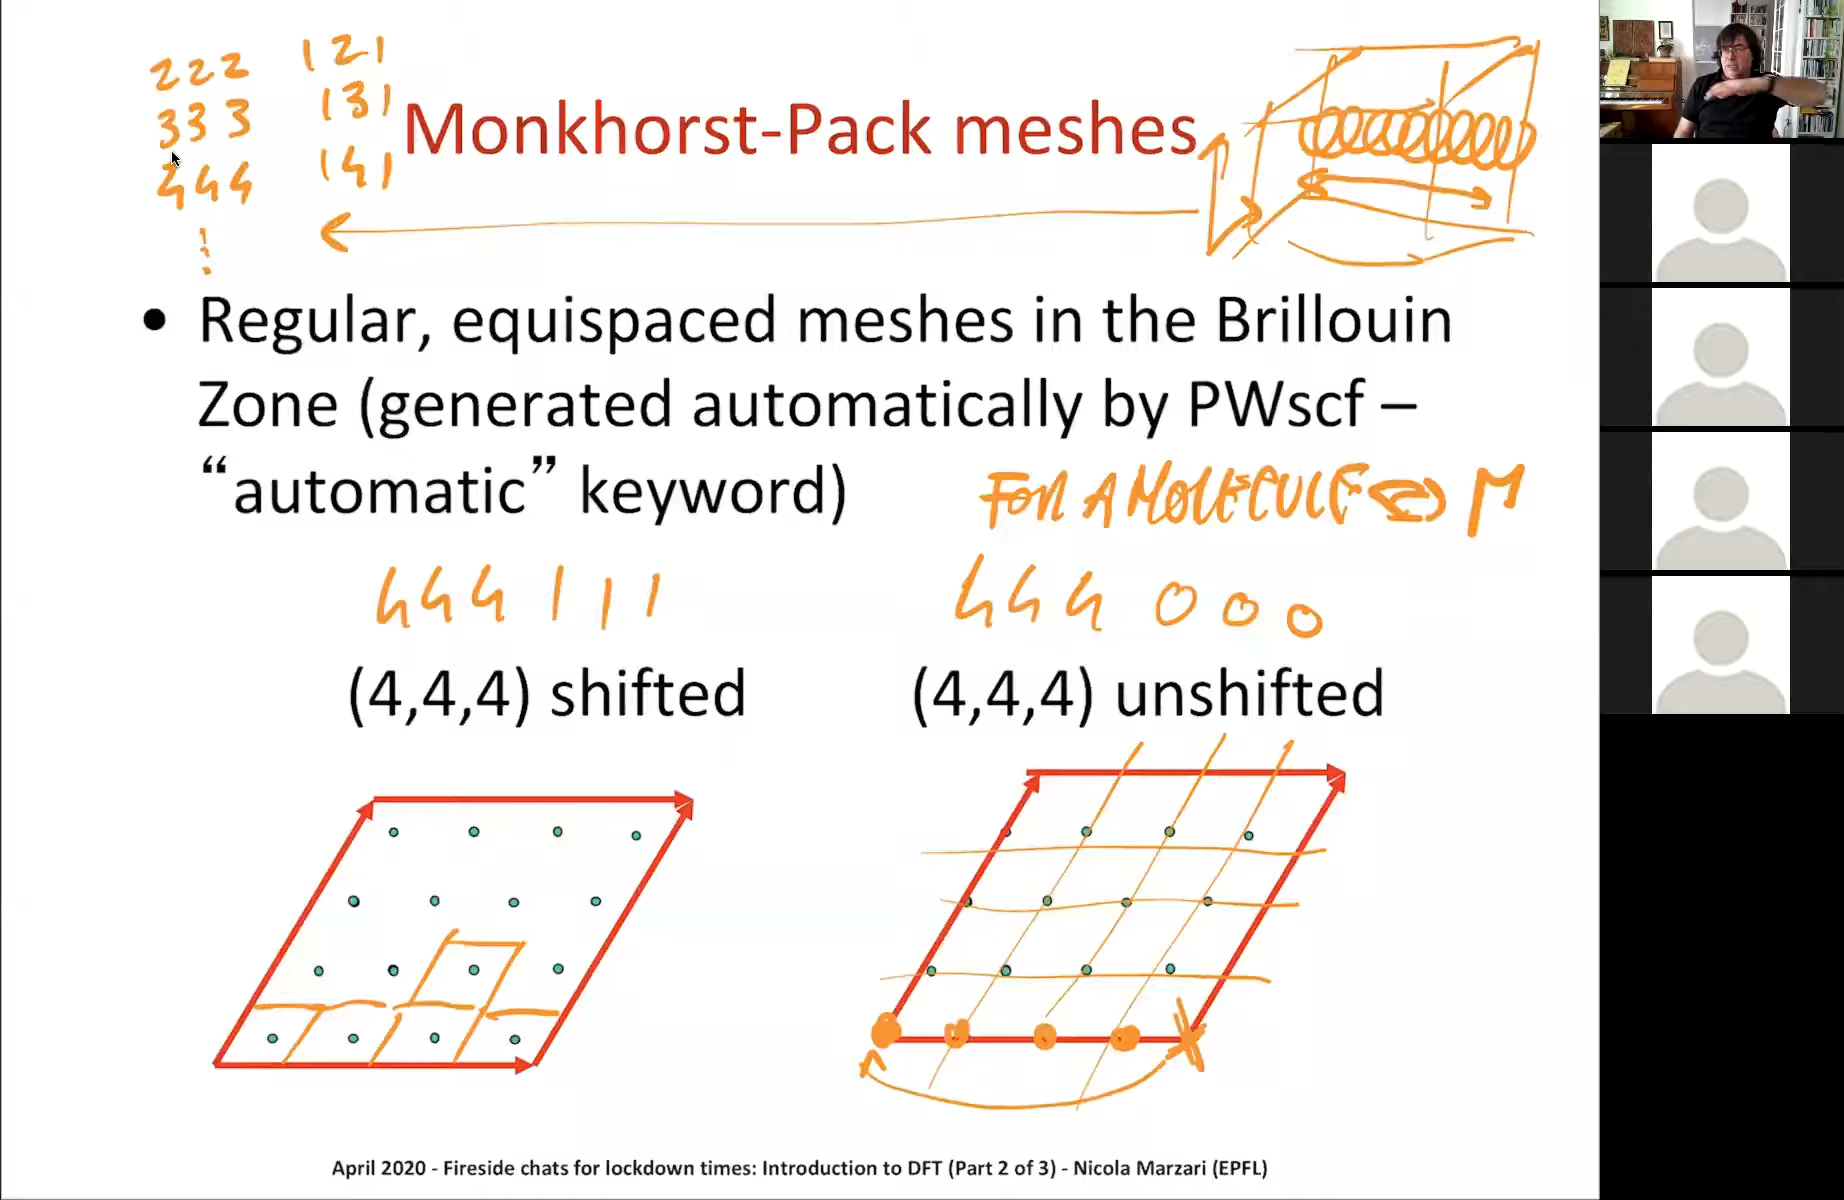 222 121
333 131
444 141
⋮
Monkhorst-Pack meshes
• Regular, equispaced meshes in the Brillouin
Zone (generated automatically by PWscf –
“automatic” keyword)
FOR A MOLECULE ⇔ Γ
444 111
444 000
(4,4,4) shifted
(4,4,4) unshifted
April 2020 - Fireside chats for lockdown times: Introduction to DFT (Part 2 of 3) - Nicola Marzari (EPFL)